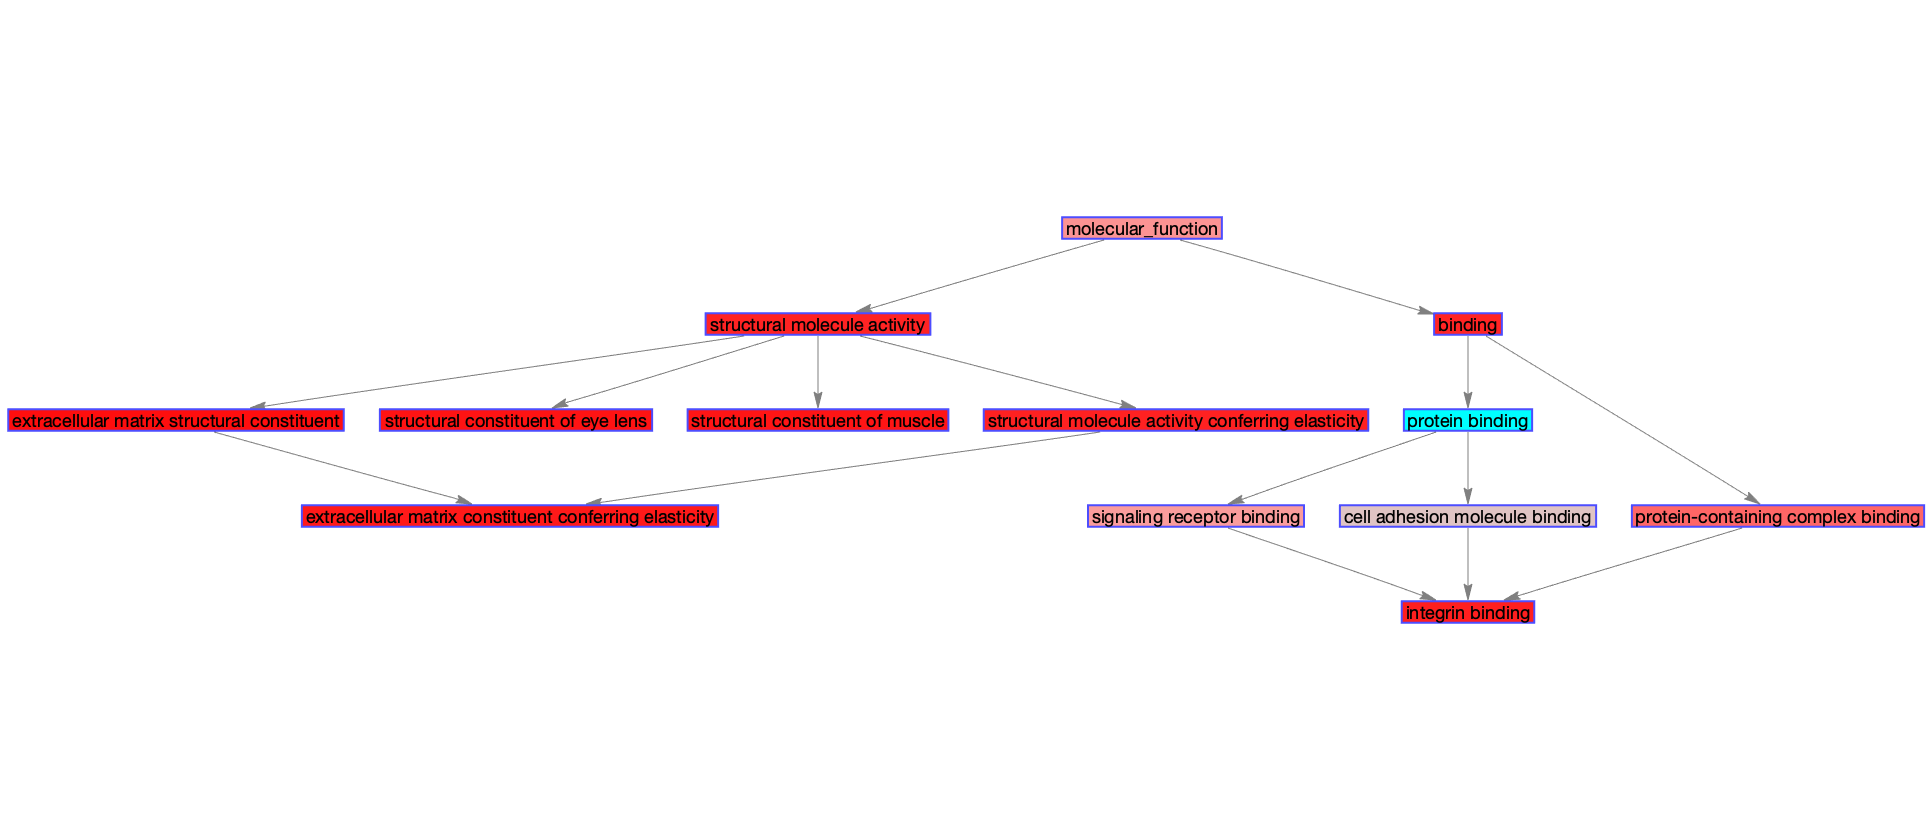 molecular_function
structural molecule activity
binding
extracellular matrix structural constituent
structural constituent of eye lens
structural constituent of muscle
structural molecule activity conferring elasticity
protein binding
extracellular matrix constituent conferring elasticity
signaling receptor binding
cell adhesion molecule binding
protein-containing complex binding
integrin binding